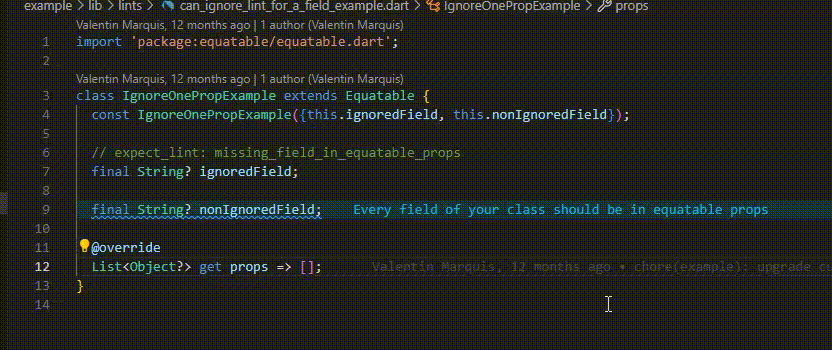 example > lib > lints > can_ignore_lint_for_a_field_example.dart > IgnoreOnePropExample > props
Valentin Marquis, 12 months ago | 1 author (Valentin Marquis)
1 import 'package:equatable/equatable.dart';
2
Valentin Marquis, 12 months ago | 1 author (Valentin Marquis)
3 class IgnoreOnePropExample extends Equatable {
4 const IgnoreOnePropExample({this.ignoredField, this.nonIgnoredField});
5
6 // expect_lint: missing_field_in_equatable_props
7 final String? ignoredField;
8
9 final String? nonIgnoredField; Every field of your class should be in equatable props
10
11 @override
12 List<Object?> get props => []; Valentin Marquis, 12 months ago • chore(example): upgrade
13 }
14